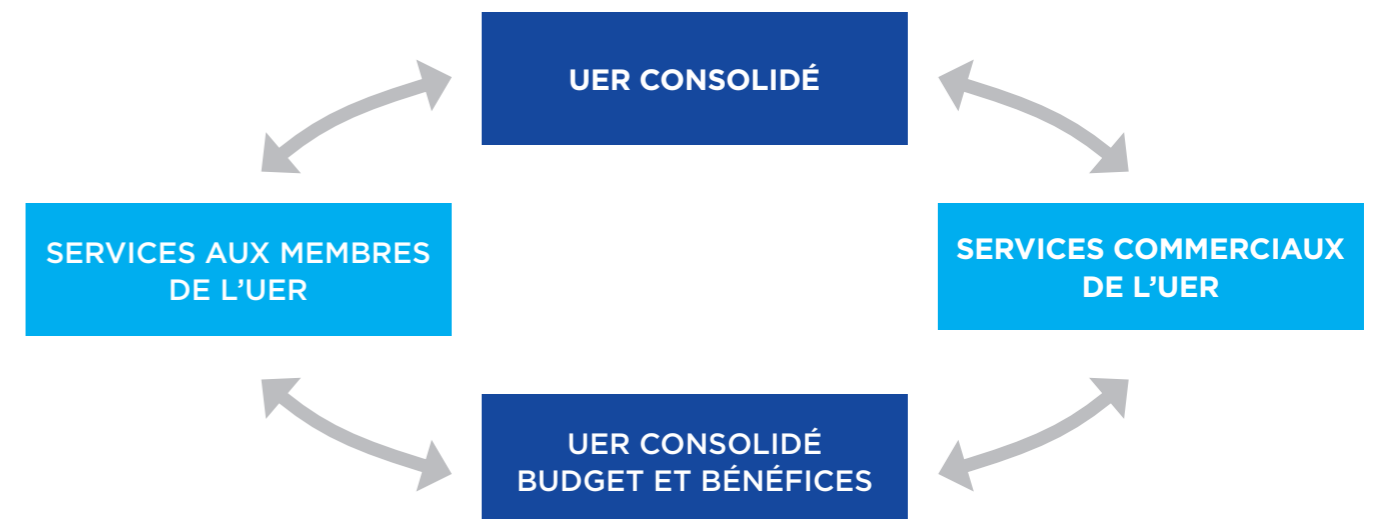 UER CONSOLIDÉ
SERVICES AUX MEMBRES
DE L’UER
SERVICES COMMERCIAUX
DE L’UER
UER CONSOLIDÉ
BUDGET ET BÉNÉFICES